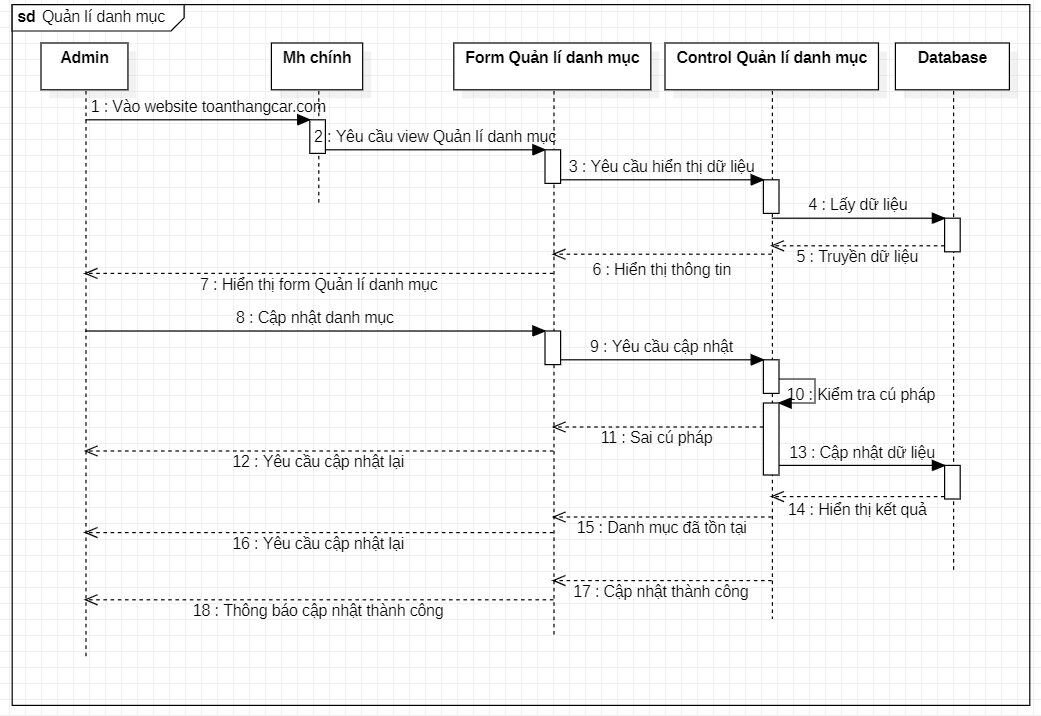 sd Quản lí danh mục
Admin
Mh chính
Form Quản lí danh mục
Control Quản lí danh mục
Database
1 : Vào website toanthangcar.com
2 : Yêu cầu view Quản lí danh mục
3 : Yêu cầu hiển thị dữ liệu
4 : Lấy dữ liệu
5 : Truyền dữ liệu
6 : Hiển thị thông tin
7 : Hiển thị form Quản lí danh mục
8 : Cập nhật danh mục
9 : Yêu cầu cập nhật
10 : Kiểm tra cú pháp
11 : Sai cú pháp
12 : Yêu cầu cập nhật lại
13 : Cập nhật dữ liệu
14 : Hiển thị kết quả
15 : Danh mục đã tồn tại
16 : Yêu cầu cập nhật lại
17 : Cập nhật thành công
18 : Thông báo cập nhật thành công